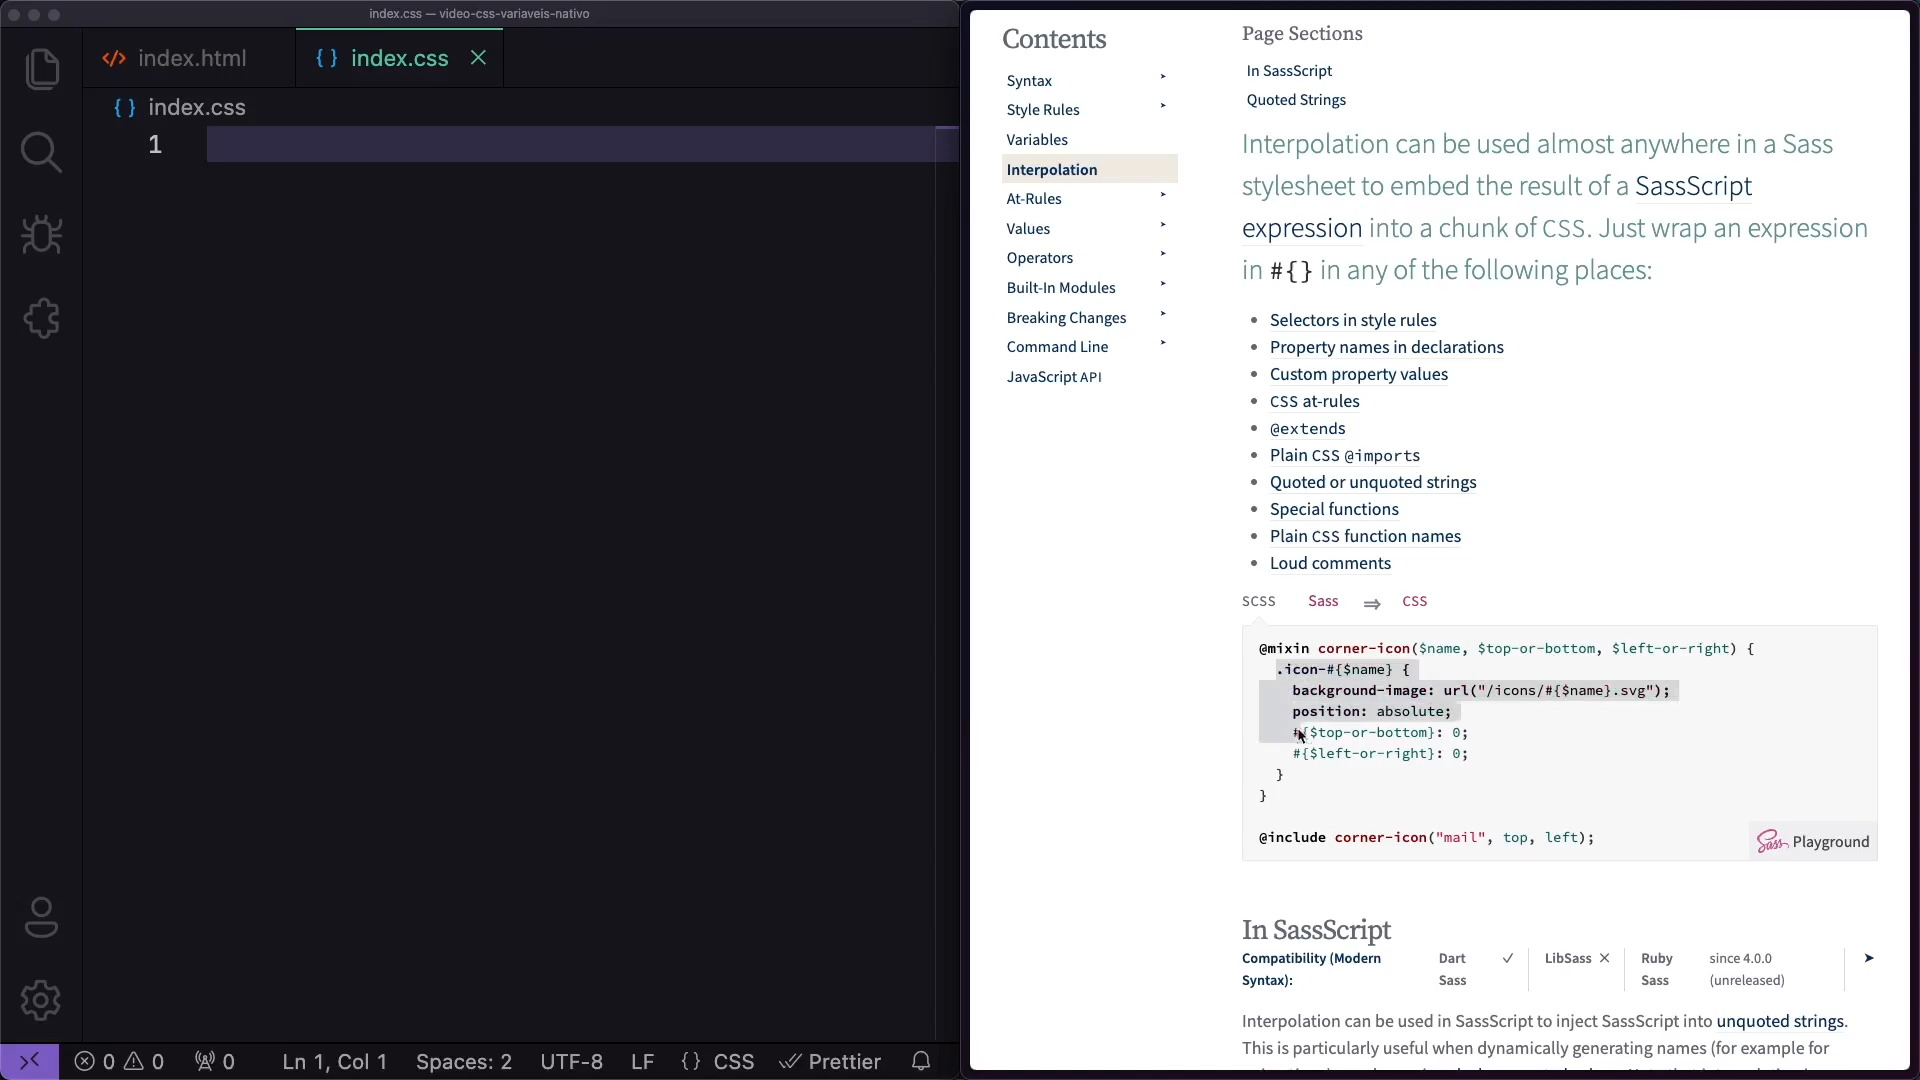 index.css — video-css-variaveis-nativo
index.html
{ } index.css
{ } index.css
1
Ln 1, Col 1
Spaces: 2
UTF-8
LF
{} CSS
Prettier
0
0
0
Contents
Syntax
Style Rules
Variables
Interpolation
At-Rules
Values
Operators
Built-In Modules
Breaking Changes
Command Line
JavaScript API
Page Sections
In SassScript
Quoted Strings
Interpolation can be used almost anywhere in a Sass
stylesheet to embed the result of a SassScript
expression into a chunk of CSS. Just wrap an expression
in #{} in any of the following places:
Selectors in style rules
Property names in declarations
Custom property values
CSS at-rules
@extends
Plain CSS @imports
Quoted or unquoted strings
Special functions
Plain CSS function names
Loud comments
SCSS Sass ⇒ CSS
@mixin corner-icon($name, $top-or-bottom, $left-or-right) {
.icon-#{$name} {
background-image: url("/icons/#{$name}.svg");
position: absolute;
#{$top-or-bottom}: 0;
#{$left-or-right}: 0;
}
}
@include corner-icon("mail", top, left);
Sass Playground
In SassScript
Compatibility (Modern
Syntax):
Dart
Sass
✓
LibSass ✕
Ruby
Sass
since 4.0.0
(unreleased)
Interpolation can be used in SassScript to inject SassScript into unquoted strings.
This is particularly useful when dynamically generating names (for example for